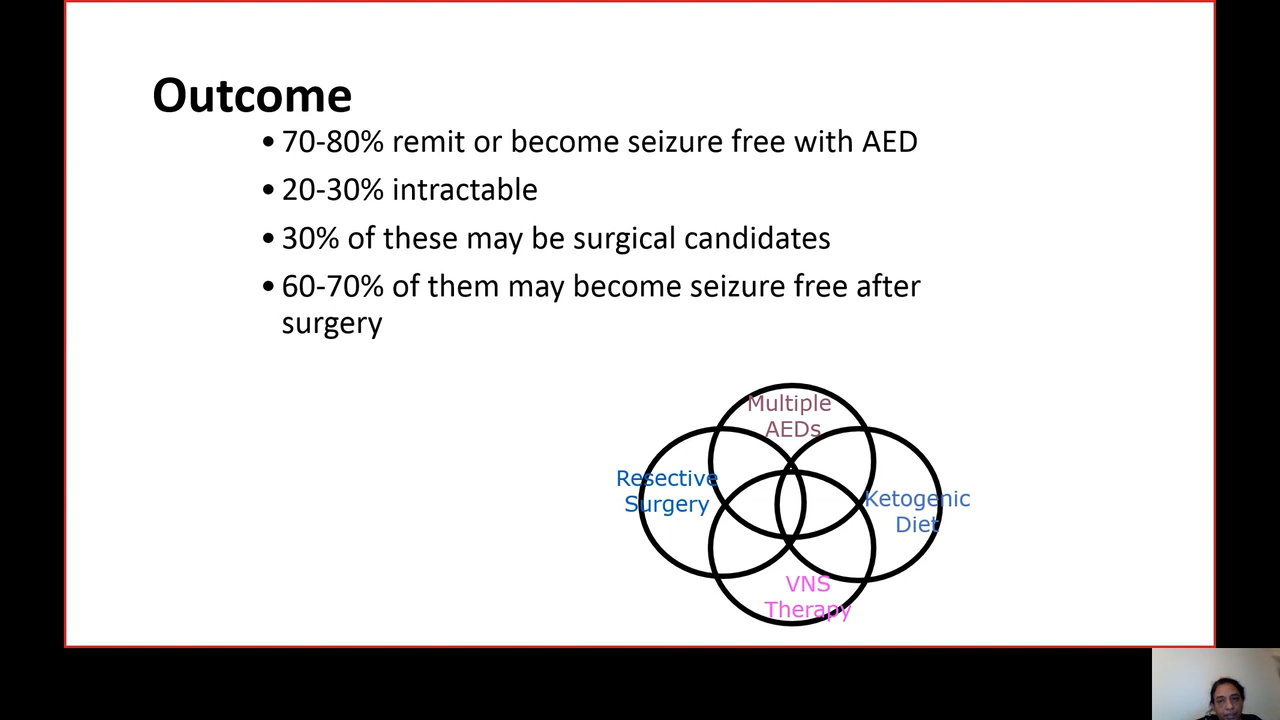 Outcome
• 70-80% remit or become seizure free with AED
• 20-30% intractable
• 30% of these may be surgical candidates
• 60-70% of them may become seizure free after
surgery
Multiple
AEDs
Resective
Surgery
Ketogenic
Diet
VNS
Therapy